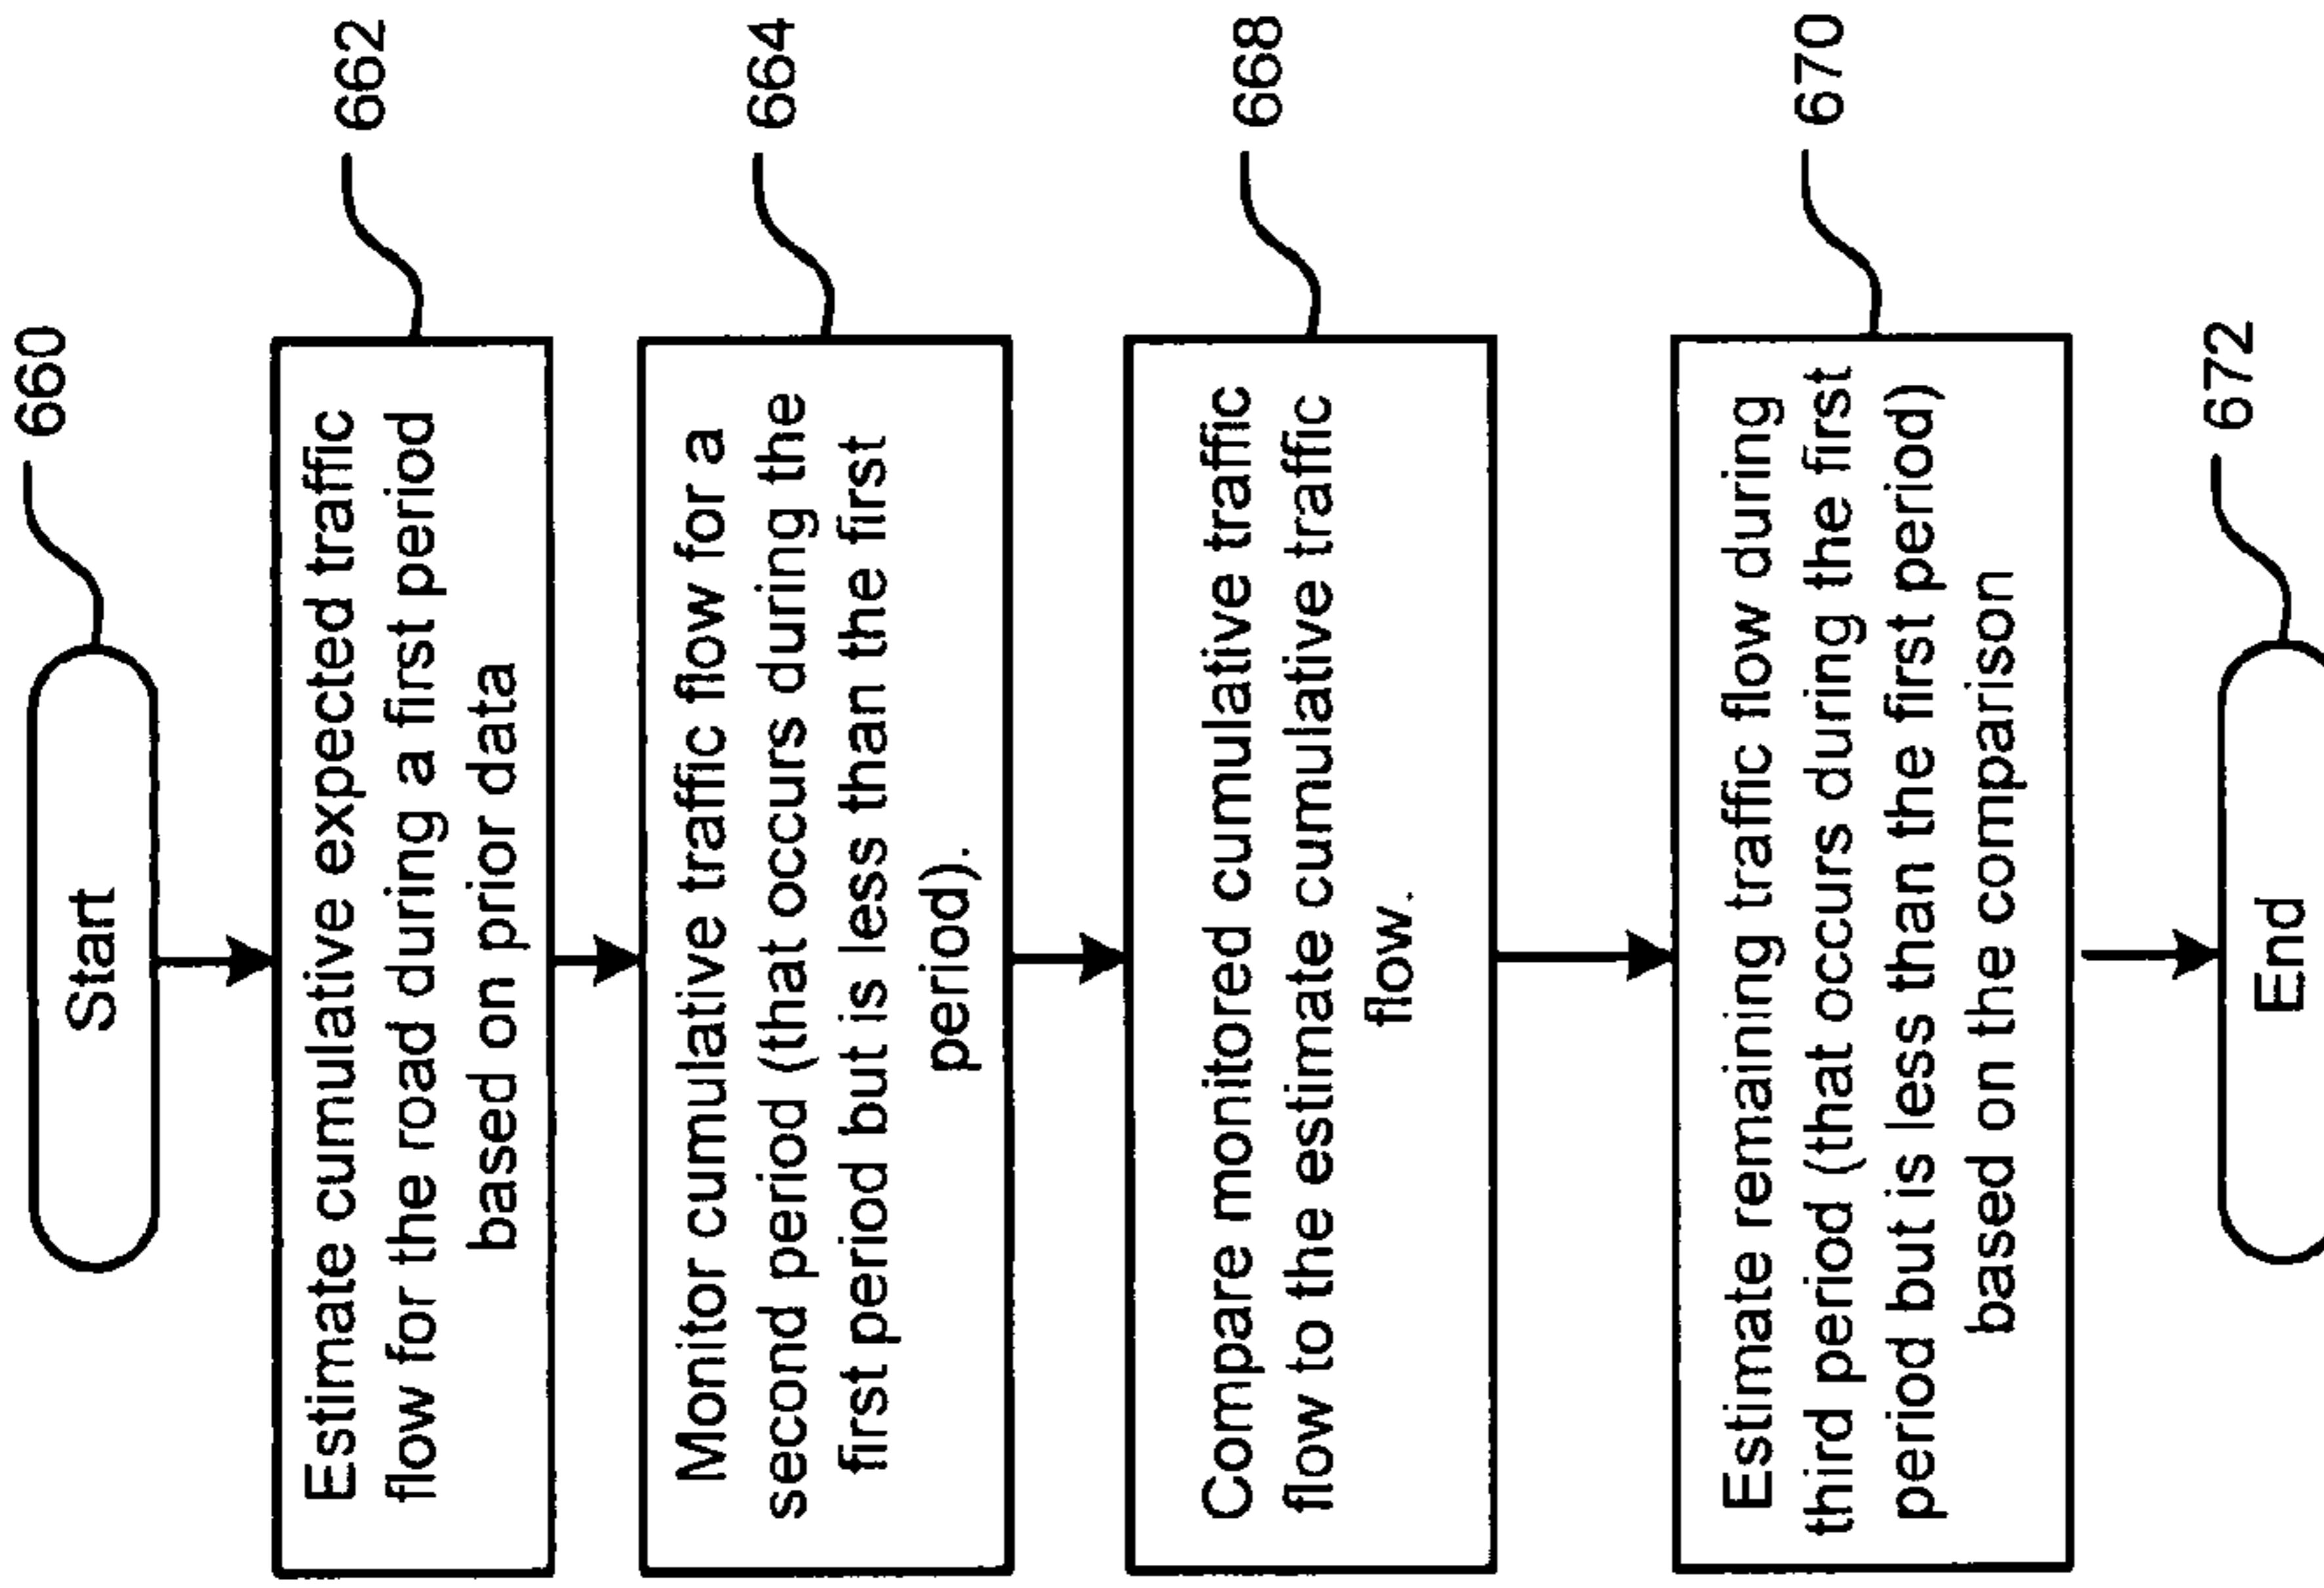 660
Start
662
Estimate cumulative expected traffic
flow for the road during a first period
based on prior data
664
Monitor cumulative traffic flow for a
second period (that occurs during the
first period but is less than the first
period).
668
Compare monitored cumulative traffic
flow to the estimate cumulative traffic
flow.
670
Estimate remaining traffic flow during
third period (that occurs during the first
period but is less than the first period)
based on the comparison
672
End